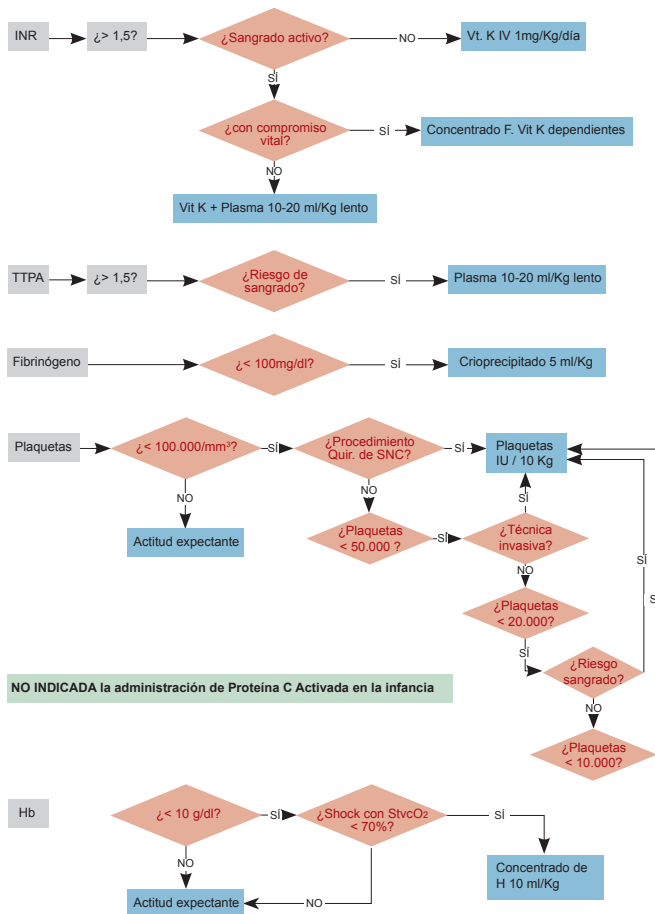 INR
¿> 1,5?
¿Sangrado activo?
NO
Vt. K IV 1mg/Kg/día
SÍ
¿con compromiso
vital?
SÍ
Concentrado F. Vit K dependientes
NO
Vit K + Plasma 10-20 ml/Kg lento
TTPA
¿> 1,5?
¿Riesgo de
sangrado?
SÍ
Plasma 10-20 ml/Kg lento
Fibrinógeno
¿< 100mg/dl?
SÍ
Crioprecipitado 5 ml/Kg
Plaquetas
¿< 100.000/mm³?
SÍ
¿Procedimiento
Quir. de SNC?
SÍ
Plaquetas
IU / 10 Kg
NO
Actitud expectante
NO
¿Plaquetas
< 50.000 ?
SÍ
¿Técnica
invasiva?
SÍ
NO
¿Plaquetas
< 20.000?
SÍ
¿Riesgo
sangrado?
SÍ
NO
¿Plaquetas
< 10.000?
NO INDICADA la administración de Proteína C Activada en la infancia
Hb
¿< 10 g/dl?
SÍ
¿Shock con StvcO₂
< 70%?
SÍ
Concentrado de
H 10 ml/Kg
NO
NO
Actitud expectante